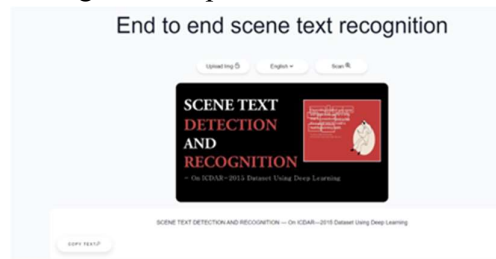 End to end scene text recognition
Upload Img
English
Scan
SCENE TEXT
DETECTION
AND
RECOGNITION
- On ICDAR-2015 Dataset Using Deep Learning
SCENE TEXT DETECTION AND RECOGNITION — On ICDAR—2015 Dataset Using Deep Learning
COPY TEXT